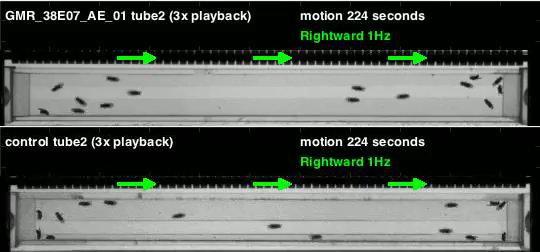 GMR_38E07_AE_01 tube2 (3x playback)
motion 224 seconds
Rightward 1Hz
control tube2 (3x playback)
motion 224 seconds
Rightward 1Hz